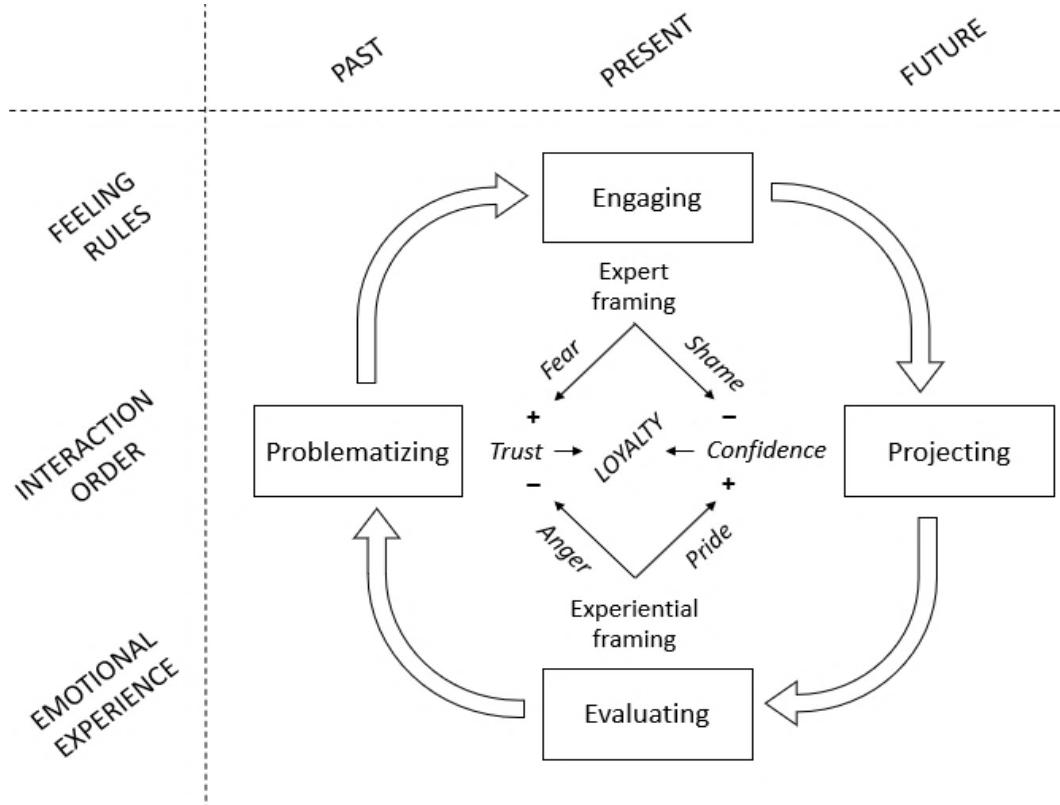 PAST
PRESENT
FUTURE
FEELING
RULES
Engaging
Expert
framing
Fear
Shame
+
–
INTERACTION
ORDER
Problematizing
Trust
LOYALTY
Confidence
Projecting
–
+
Anger
Pride
Experiential
framing
EMOTIONAL
EXPERIENCE
Evaluating